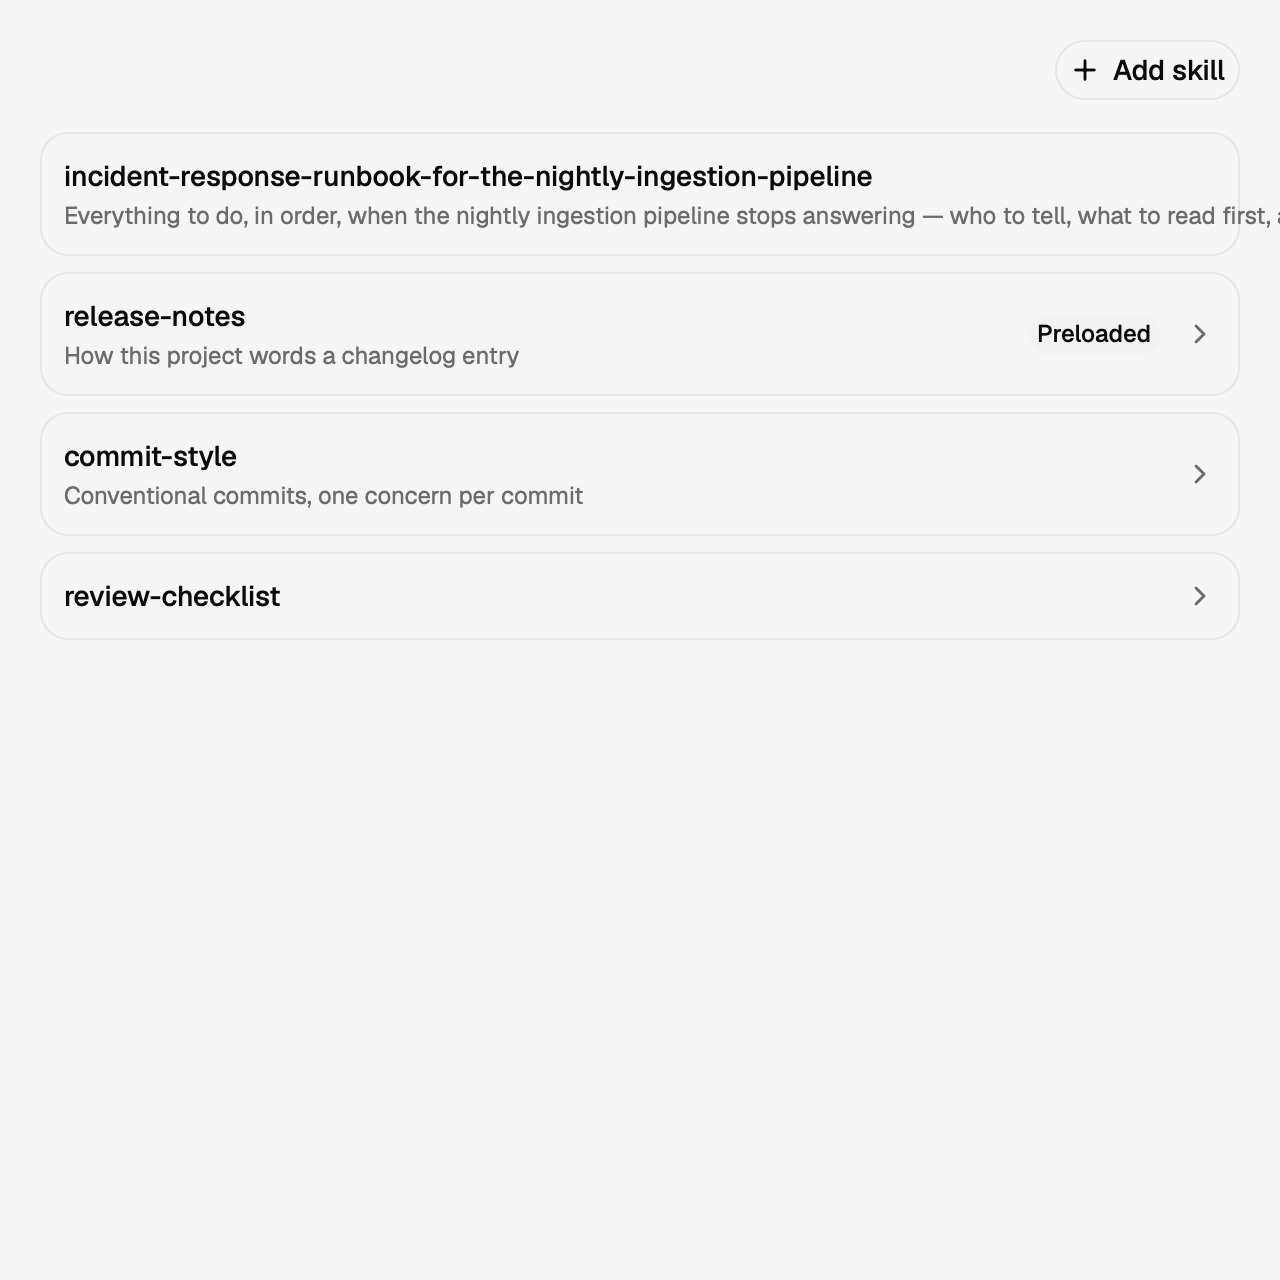 Add skill
incident-response-runbook-for-the-nightly-ingestion-pipeline
Everything to do, in order, when the nightly ingestion pipeline stops answering — who to tell, what to read first,
release-notes
How this project words a changelog entry
Preloaded
commit-style
Conventional commits, one concern per commit
review-checklist